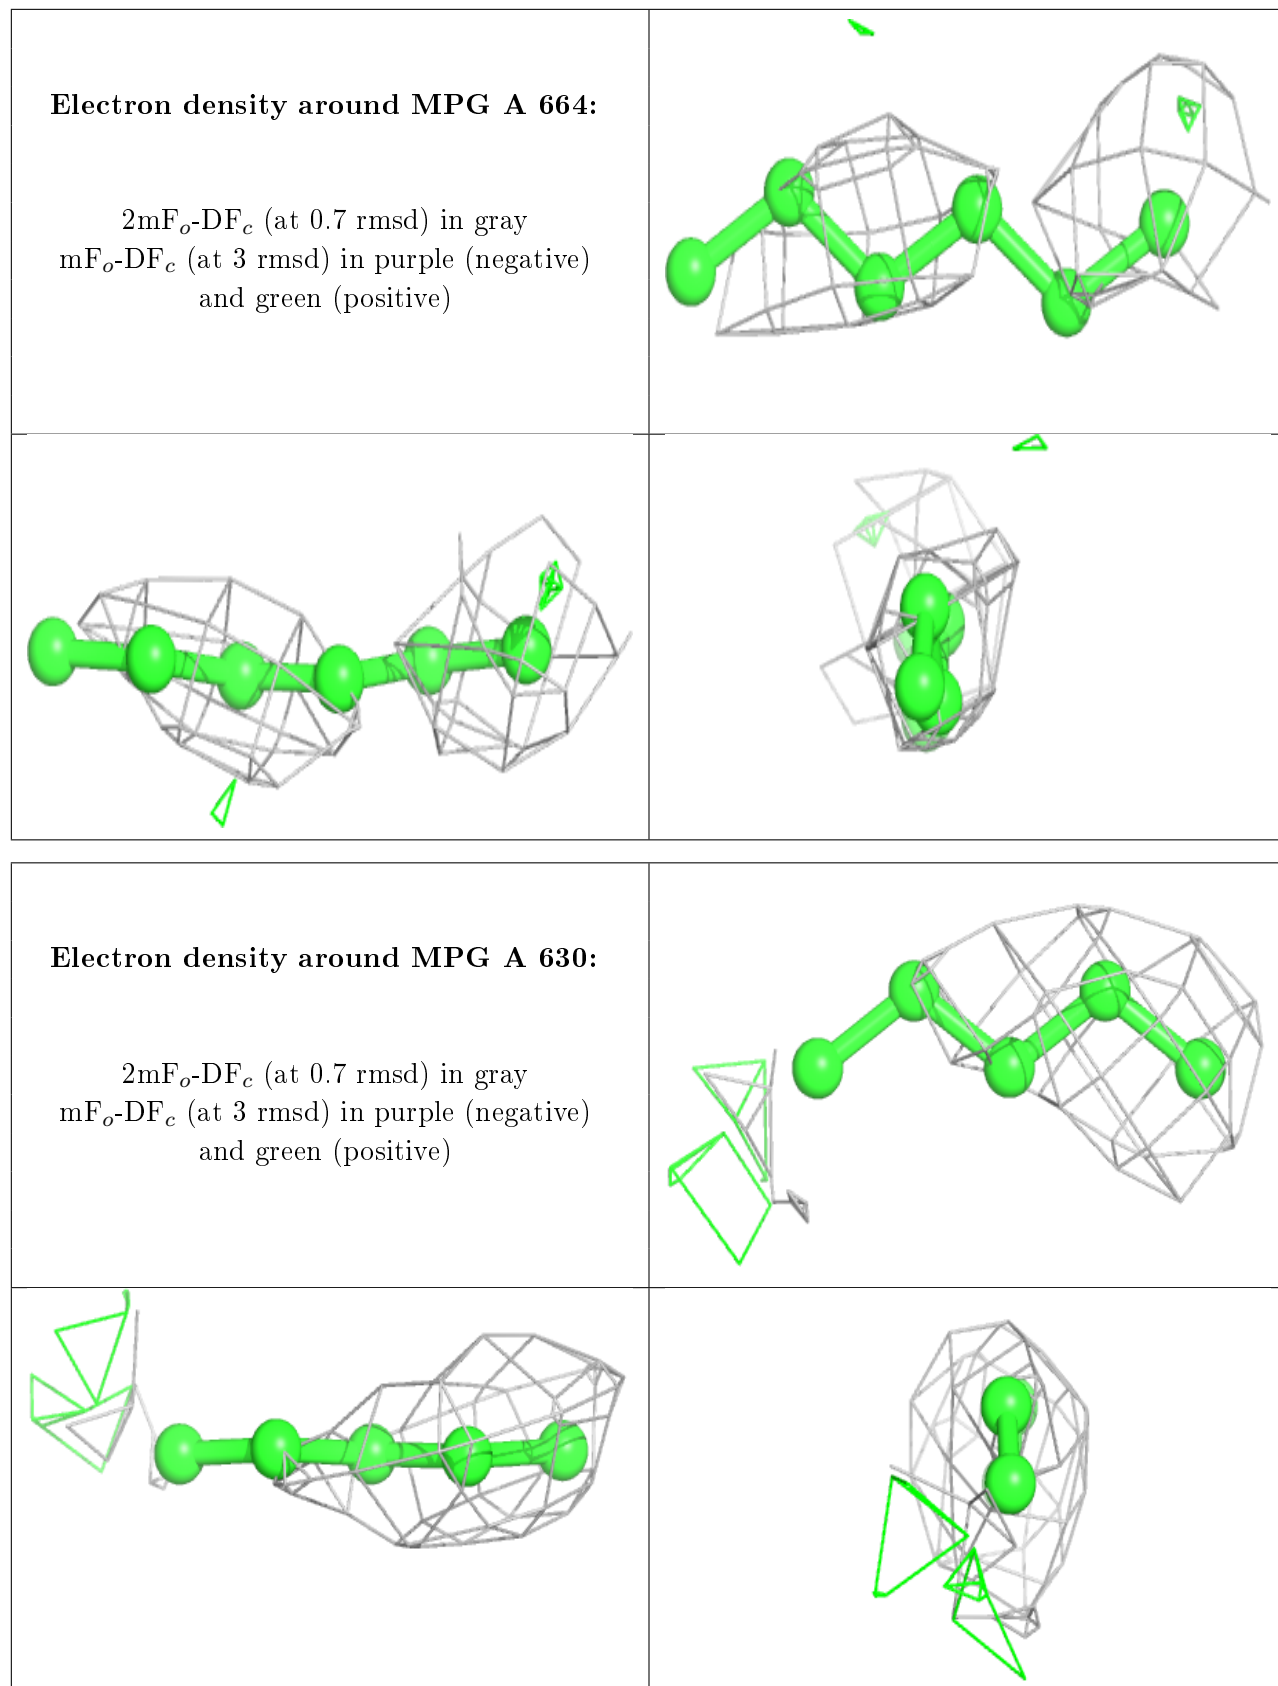 Electron density around MPG A 664:
2mFₒ-DF𝒸 (at 0.7 rmsd) in gray
mFₒ-DF𝒸 (at 3 rmsd) in purple (negative)
and green (positive)
Electron density around MPG A 630:
2mFₒ-DF𝒸 (at 0.7 rmsd) in gray
mFₒ-DF𝒸 (at 3 rmsd) in purple (negative)
and green (positive)